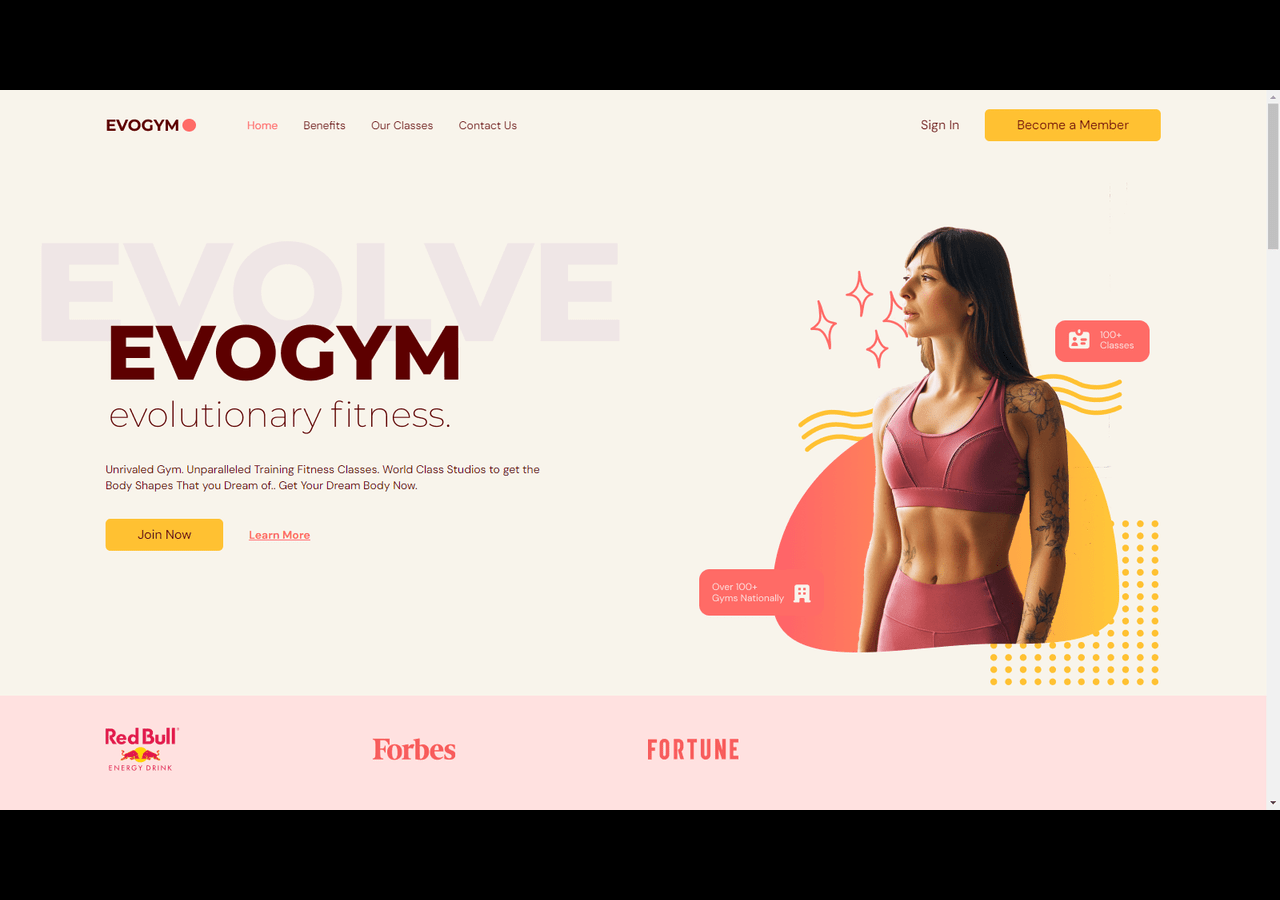 EVOGYM
Home
Benefits
Our Classes
Contact Us
Sign In
Become a Member
EVOLVE
EVOGYM
evolutionary fitness.
Unrivaled Gym. Unparalleled Training Fitness Classes. World Class Studios to get the
Body Shapes That you Dream of.. Get Your Dream Body Now.
Join Now
Learn More
100+
Classes
Over 100+
Gyms Nationally
Red Bull
ENERGY DRINK
Forbes
FORTUNE